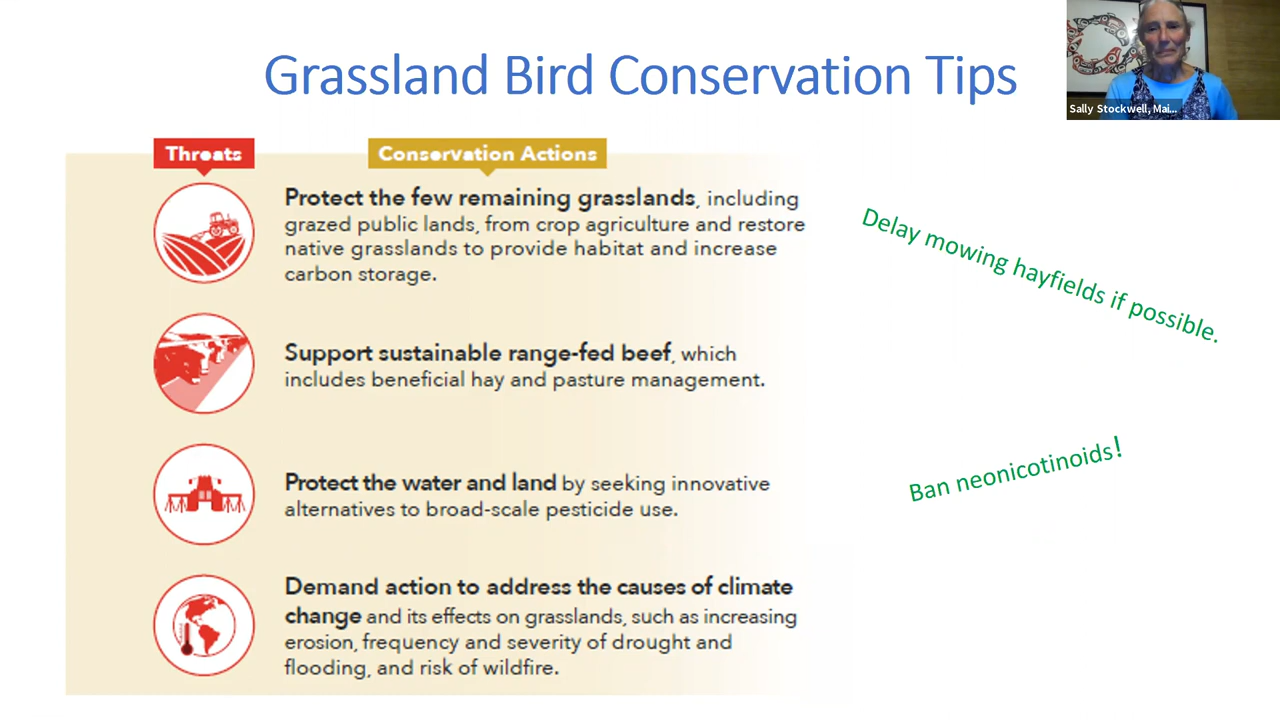 Grassland Bird Conservation Tips
Sally Stockwell, Mai...
Threats
Conservation Actions
Protect the few remaining grasslands, including
grazed public lands, from crop agriculture and restore
native grasslands to provide habitat and increase
carbon storage.
Delay mowing hayfields if possible.
Support sustainable range-fed beef, which
includes beneficial hay and pasture management.
Protect the water and land by seeking innovative
alternatives to broad-scale pesticide use.
Ban neonicotinoids!
Demand action to address the causes of climate
change and its effects on grasslands, such as increasing
erosion, frequency and severity of drought and
flooding, and risk of wildfire.